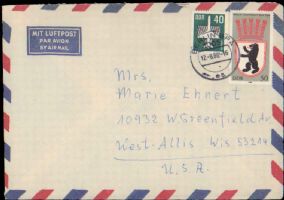 MIT LUFTPOST
PAR AVION
BY AIRMAIL
DDR 40
DDR 50
Mrs.
Marie Ehnert
10932 W. Greenfield Av.
West-Allis Wis 53214
U.S.A.